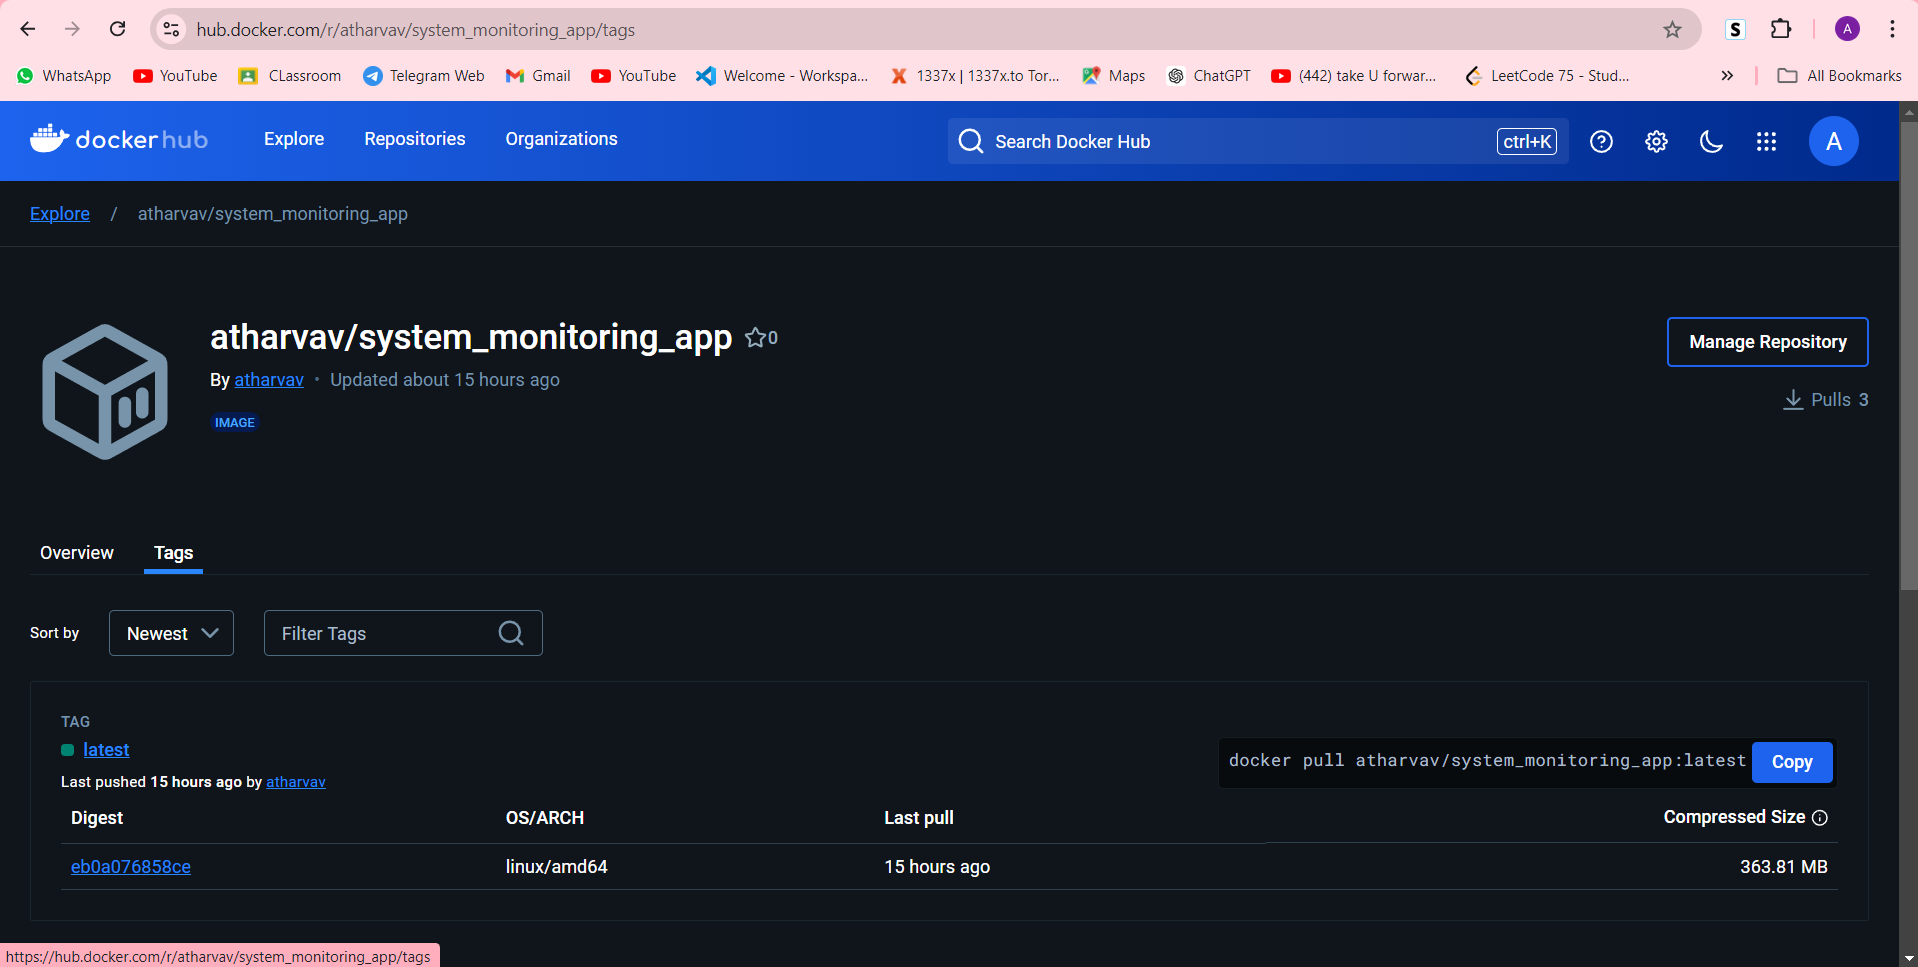 hub.docker.com/r/atharvav/system_monitoring_app/tags
S
A
WhatsApp YouTube CLassroom Telegram Web Gmail YouTube Welcome - Workspa... 1337x | 1337x.to Tor... Maps ChatGPT (442) take U forwar... LeetCode 75 - Stud... » All Bookmarks
dockerhub Explore Repositories Organizations Search Docker Hub ctrl+K A
Explore / atharvav/system_monitoring_app
atharvav/system_monitoring_app 0
Manage Repository
By atharvav • Updated about 15 hours ago
Pulls 3
IMAGE
Overview Tags
Sort by Newest Filter Tags
TAG
latest
docker pull atharvav/system_monitoring_app:latest Copy
Last pushed 15 hours ago by atharvav
Digest OS/ARCH Last pull Compressed Size
eb0a076858ce linux/amd64 15 hours ago 363.81 MB
https://hub.docker.com/r/atharvav/system_monitoring_app/tags